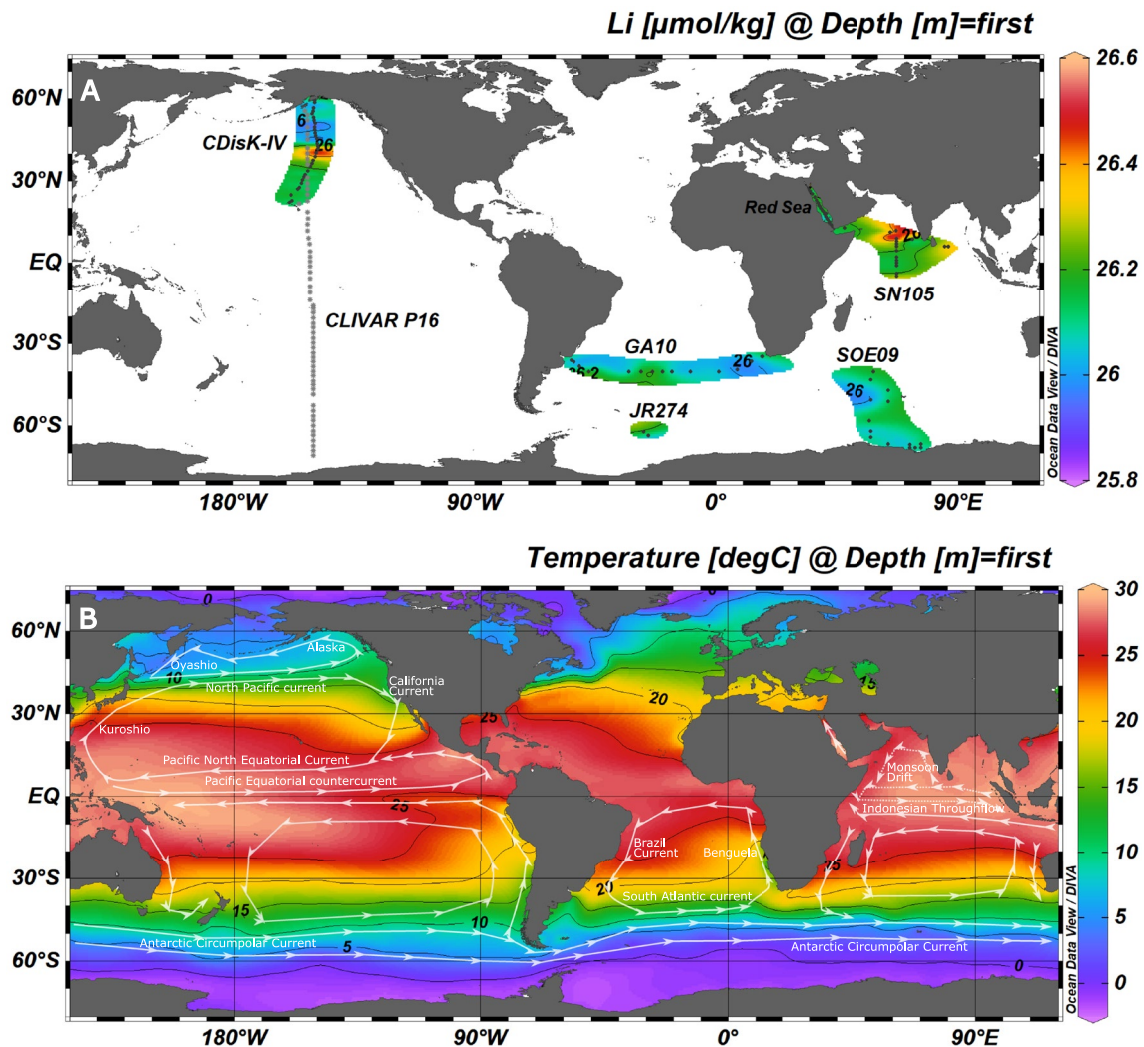 Li [μmol/kg] @ Depth [m]=first
A
60°N
30°N
EQ
30°S
60°S
180°W
90°W
0°
90°E
CDisK-IV
6
26
CLIVAR P16
Red Sea
26
SN105
GA10
26.2
26
JR274
SOE09
26
Ocean Data View / DIVA
26.6
26.4
26.2
26
25.8
Temperature [degC] @ Depth [m]=first
B
60°N
30°N
EQ
30°S
60°S
180°W
90°W
0°
90°E
0
Alaska
Oyashio
10
North Pacific current
California
Current
20
15
Kuroshio
25
Pacific North Equatorial Current
Pacific Equatorial countercurrent
Monsoon
Drift
25
Indonesian Throughflow
Brazil
Current
Benguela
25
20
South Atlantic current
15
10
Antarctic Circumpolar Current
5
Antarctic Circumpolar Current
0
Ocean Data View / DIVA
30
25
20
15
10
5
0